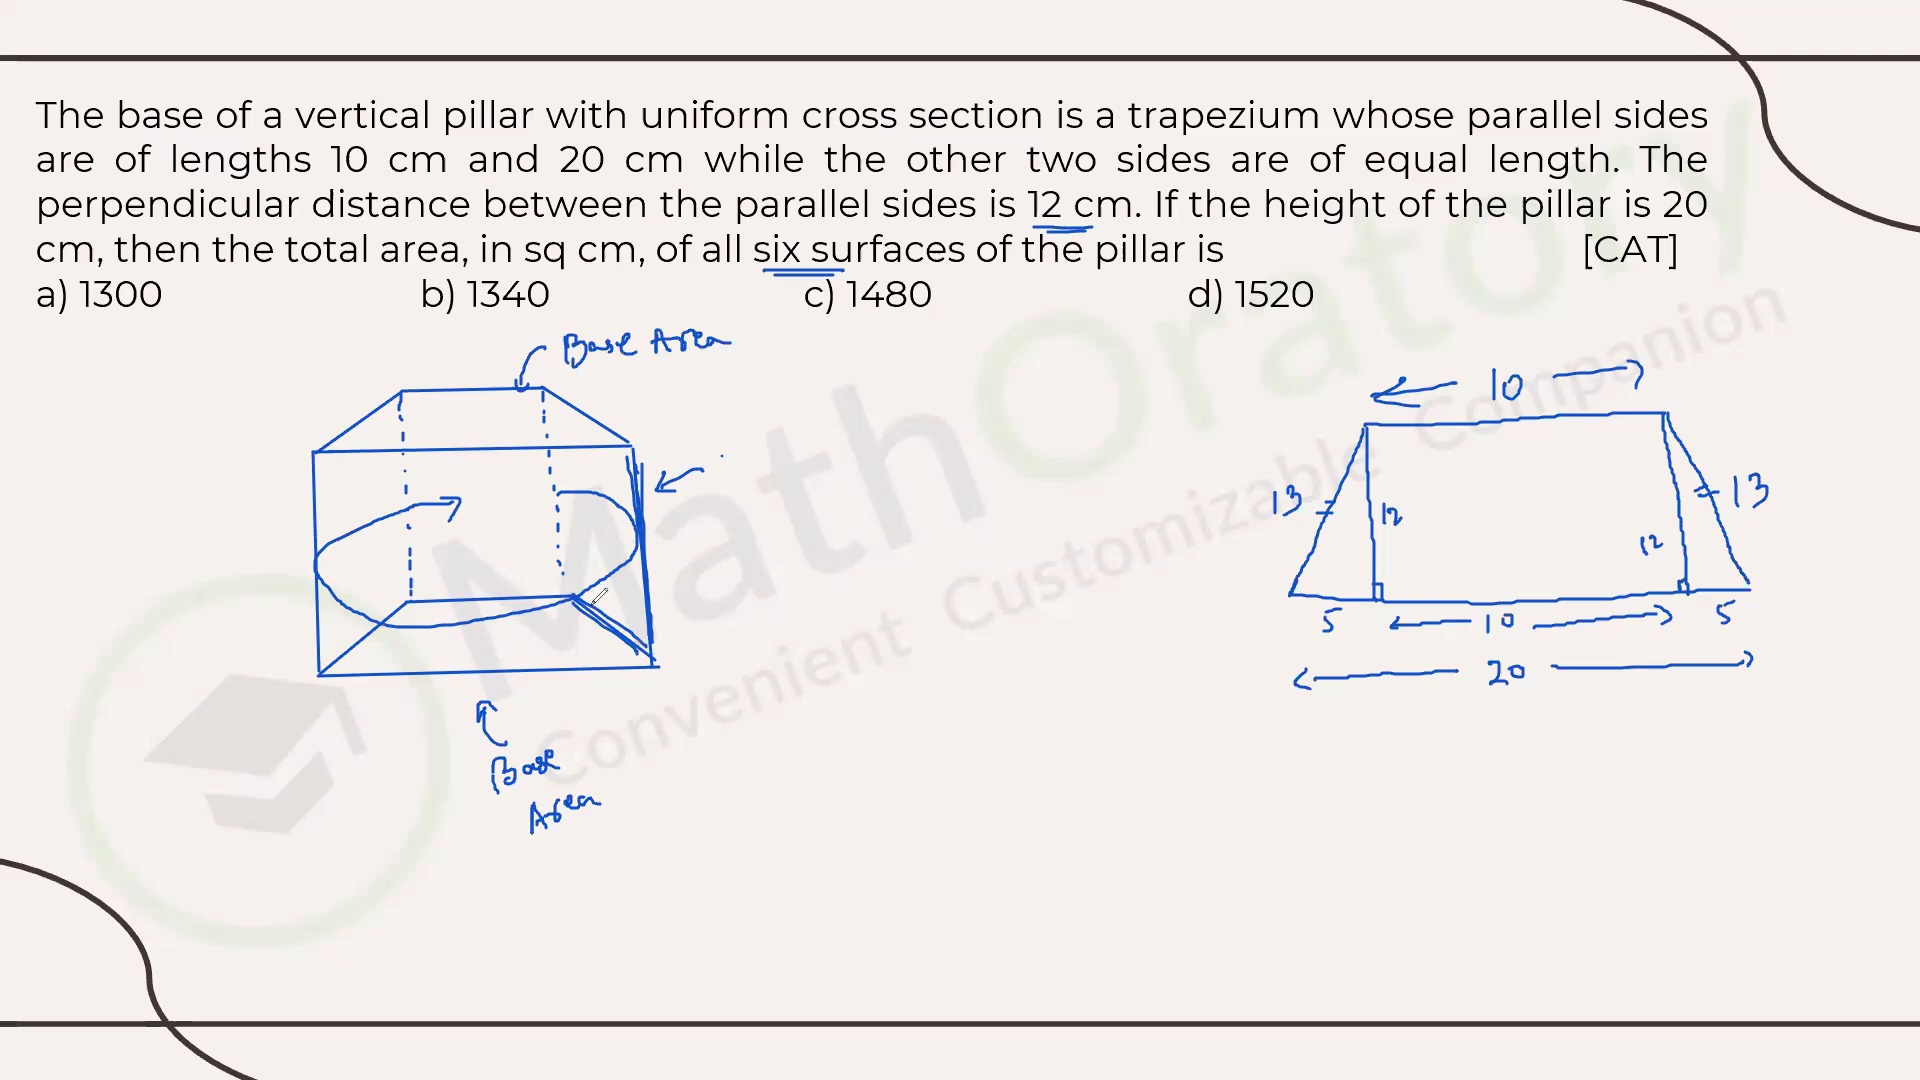 The base of a vertical pillar with uniform cross section is a trapezium whose parallel sides
are of lengths 10 cm and 20 cm while the other two sides are of equal length. The
perpendicular distance between the parallel sides is 12 cm. If the height of the pillar is 20
cm, then the total area, in sq cm, of all six surfaces of the pillar is [CAT]
a) 1300 b) 1340 c) 1480 d) 1520
Base Area
10
13 12 12 13
5 10 5
20
Base
Area
MathOratory
Convenient Customizable Companion